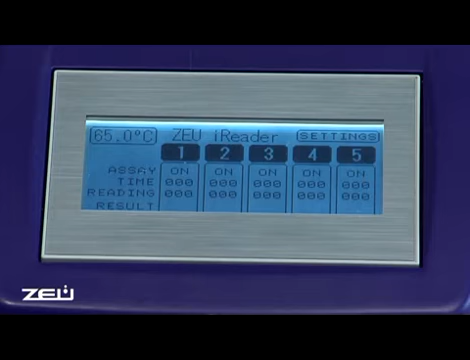 65.0°C ZEU iReader SETTINGS
1 2 3 4 5
ASSAY ON ON ON ON ON
TIME 000 000 000 000 000
READING 000 000 000 000 000
RESULT
ZEU